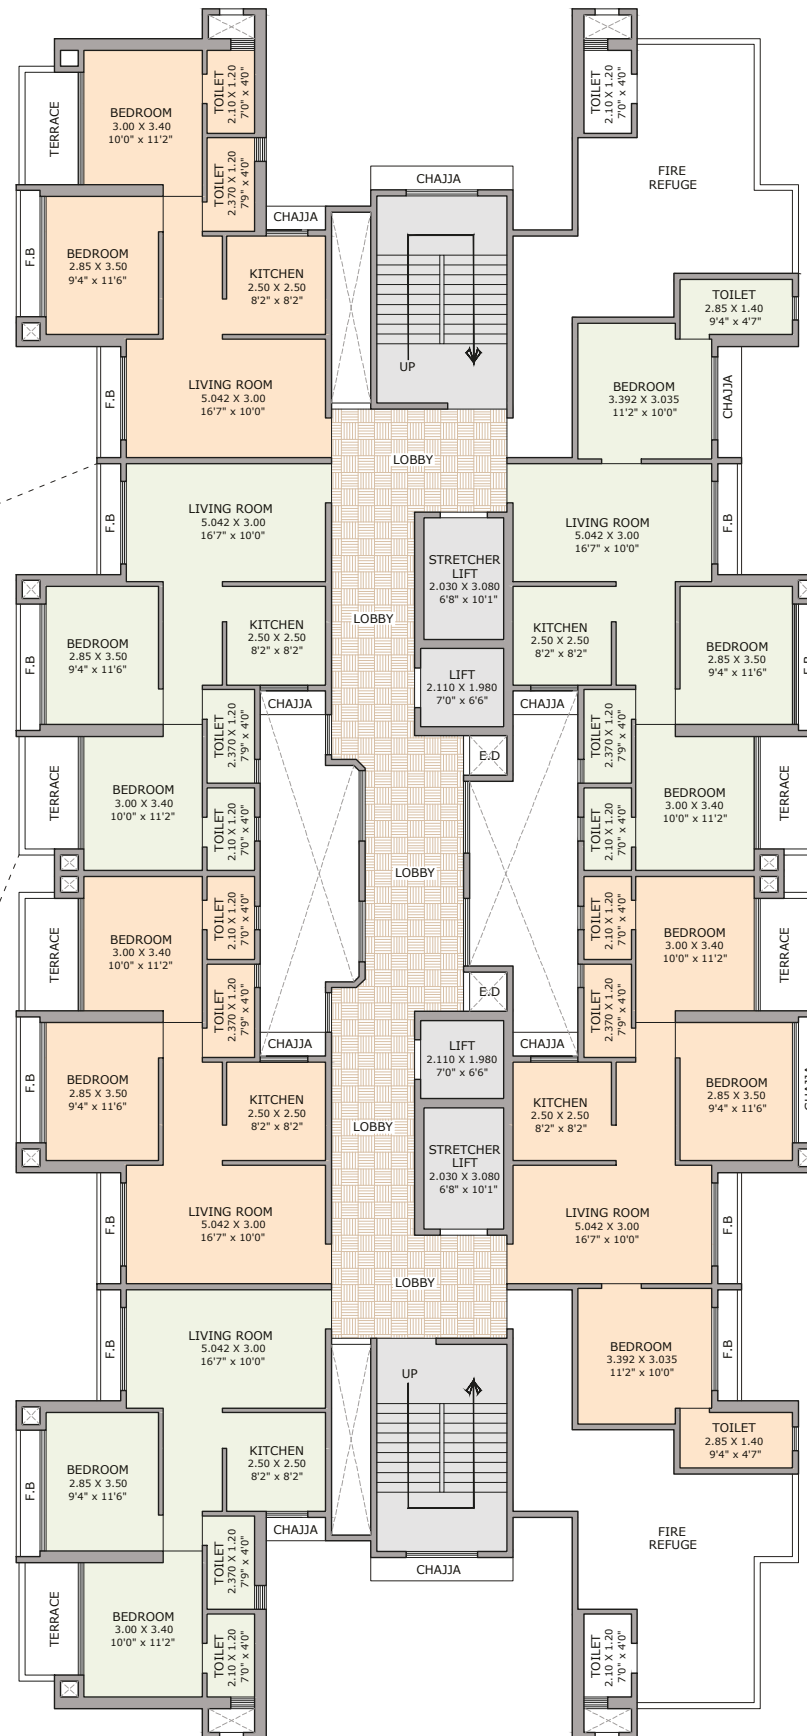 TOILET
2.10 X 1.20
7'0" x 4'0"
TOILET
2.10 X 1.20
7'0" x 4'0"
BEDROOM
3.00 X 3.40
10'0" x 11'2"
TERRACE
TOILET
2.370 X 1.20
7'9" x 4'0"
CHAJJA
FIRE
REFUGE
CHAJJA
F.B
BEDROOM
2.85 X 3.50
9'4" x 11'6"
KITCHEN
2.50 X 2.50
8'2" x 8'2"
TOILET
2.85 X 1.40
9'4" x 4'7"
UP
F.B
LIVING ROOM
5.042 X 3.00
16'7" x 10'0"
BEDROOM
3.392 X 3.035
11'2" x 10'0"
CHAJJA
LOBBY
F.B
LIVING ROOM
5.042 X 3.00
16'7" x 10'0"
LIVING ROOM
5.042 X 3.00
16'7" x 10'0"
F.B
STRETCHER
LIFT
2.030 X 3.080
6'8" x 10'1"
LOBBY
F.B
BEDROOM
2.85 X 3.50
9'4" x 11'6"
KITCHEN
2.50 X 2.50
8'2" x 8'2"
KITCHEN
2.50 X 2.50
8'2" x 8'2"
BEDROOM
2.85 X 3.50
9'4" x 11'6"
F.B
LIFT
2.110 X 1.980
7'0" x 6'6"
CHAJJA
CHAJJA
TOILET
2.370 X 1.20
7'9" x 4'0"
TOILET
2.370 X 1.20
7'9" x 4'0"
E.D
TERRACE
BEDROOM
3.00 X 3.40
10'0" x 11'2"
BEDROOM
3.00 X 3.40
10'0" x 11'2"
TERRACE
TOILET
2.10 X 1.20
7'0" x 4'0"
TOILET
2.10 X 1.20
7'0" x 4'0"
LOBBY
TOILET
2.10 X 1.20
7'0" x 4'0"
TOILET
2.10 X 1.20
7'0" x 4'0"
TERRACE
BEDROOM
3.00 X 3.40
10'0" x 11'2"
BEDROOM
3.00 X 3.40
10'0" x 11'2"
TERRACE
E.D
TOILET
2.370 X 1.20
7'9" x 4'0"
TOILET
2.370 X 1.20
7'9" x 4'0"
CHAJJA
CHAJJA
LIFT
2.110 X 1.980
7'0" x 6'6"
F.B
BEDROOM
2.85 X 3.50
9'4" x 11'6"
KITCHEN
2.50 X 2.50
8'2" x 8'2"
KITCHEN
2.50 X 2.50
8'2" x 8'2"
BEDROOM
2.85 X 3.50
9'4" x 11'6"
CHAJJA
LOBBY
STRETCHER
LIFT
2.030 X 3.080
6'8" x 10'1"
F.B
LIVING ROOM
5.042 X 3.00
16'7" x 10'0"
LIVING ROOM
5.042 X 3.00
16'7" x 10'0"
F.B
LOBBY
F.B
LIVING ROOM
5.042 X 3.00
16'7" x 10'0"
BEDROOM
3.392 X 3.035
11'2" x 10'0"
F.B
UP
TOILET
2.85 X 1.40
9'4" x 4'7"
F.B
BEDROOM
2.85 X 3.50
9'4" x 11'6"
KITCHEN
2.50 X 2.50
8'2" x 8'2"
CHAJJA
FIRE
REFUGE
TOILET
2.370 X 1.20
7'9" x 4'0"
CHAJJA
TERRACE
BEDROOM
3.00 X 3.40
10'0" x 11'2"
TOILET
2.10 X 1.20
7'0" x 4'0"
TOILET
2.10 X 1.20
7'0" x 4'0"